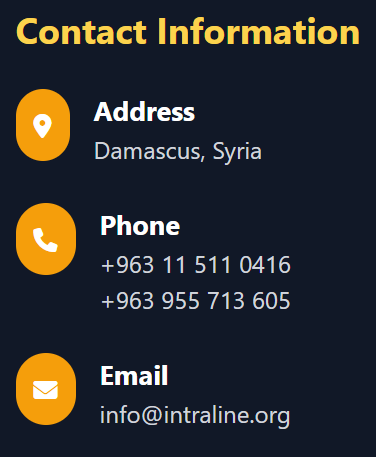 Contact Information
Address
Damascus, Syria
Phone
+963 11 511 0416
+963 955 713 605
Email
info@intraline.org